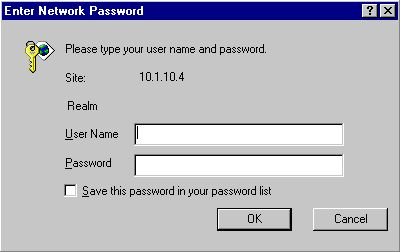 Enter Network Password
Please type your user name and password.
Site: 10.1.10.4
Realm
User Name
Password
Save this password in your password list
OK Cancel